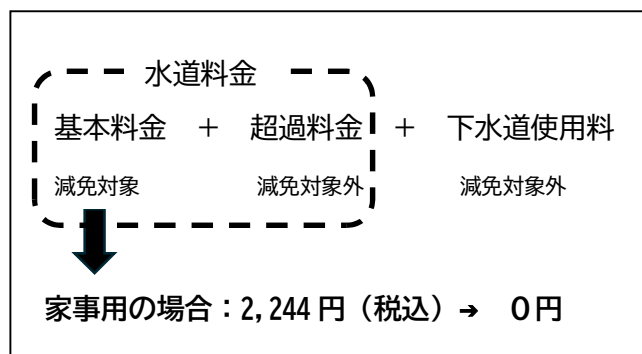 水道料金
基本料金 + 超過料金 + 下水道使用料
減免対象 減免対象外 減免対象外
家事用の場合：2,244円（税込）→ 0円